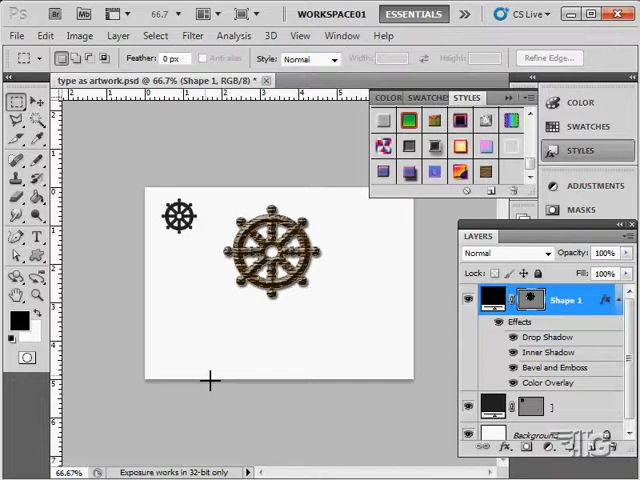 Ps Br Mb 66.7 WORKSPACE01 ESSENTIALS CS Live
File Edit Image Layer Select Filter Analysis 3D View Window Help
Feather: 0 px Anti-alias Style: Normal Width: Height: Refine Edge...
type as artwork.psd @ 66.7% (Shape 1, RGB/8) *
COLOR SWATCHES STYLES
COLOR
SWATCHES
STYLES
ADJUSTMENTS
MASKS
LAYERS
Normal Opacity: 100%
Lock: Fill: 100%
Shape 1 fx
Effects
Drop Shadow
Inner Shadow
Bevel and Emboss
Color Overlay
]
Background
66.67% Exposure works in 32-bit only